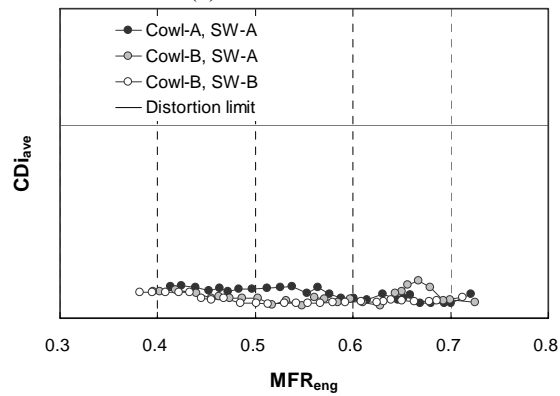 Cowl-A, SW-A
Cowl-B, SW-A
Cowl-B, SW-B
Distortion limit
CDi_ave
0.3 0.4 0.5 0.6 0.7 0.8
MFR_eng